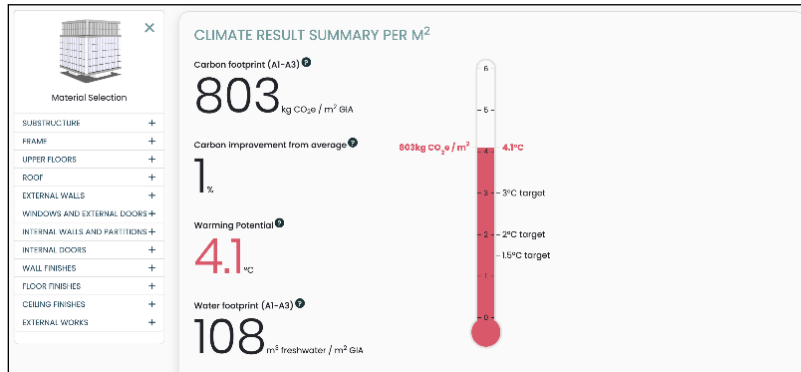 ×
Material Selection
SUBSTRUCTURE +
FRAME +
UPPER FLOORS +
ROOF +
EXTERNAL WALLS +
WINDOWS AND EXTERNAL DOORS +
INTERNAL WALLS AND PARTITIONS +
INTERNAL DOORS +
WALL FINISHES +
FLOOR FINISHES +
CEILING FINISHES +
EXTERNAL WORKS +
CLIMATE RESULT SUMMARY PER M²
Carbon footprint (A1-A3) ?
803 kg CO₂e / m² GIA
Carbon improvement from average ?
1 %
Warming Potential ?
4.1 °C
Water footprint (A1-A3) ?
108 m³ freshwater / m² GIA
6
5
803kg CO₂e / m² 4 4.1°C
3 3°C target
2 2°C target
1.5°C target
1
0